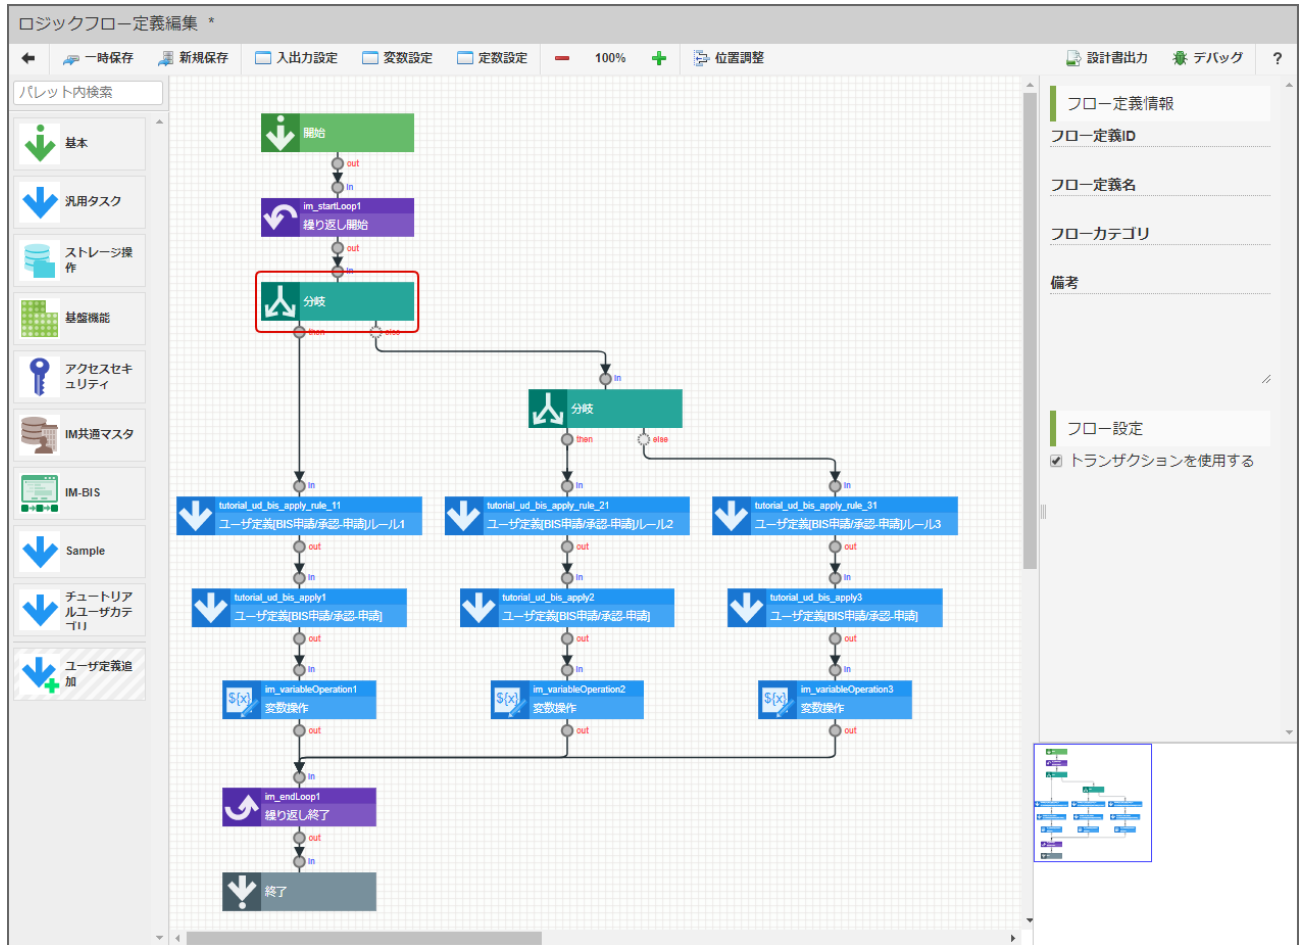 ロジックフロー定義編集 *
一時保存
新規保存
入出力設定
変数設定
定数設定
100%
位置調整
設計書出力
デバッグ
?
パレット内検索
基本
汎用タスク
ストレージ操
作
基盤機能
アクセスセキ
ュリティ
IM共通マスタ
IM-BIS
Sample
チュートリア
ルユーザカテ
ゴリ
ユーザ定義追
加
開始
out
in
im_startLoop1
繰り返し開始
out
in
分岐
then
else
in
分岐
then
else
in
in
in
tutorial_ud_bis_apply_rule_11
ユーザ定義[BIS申請/承認-申請]ルール1
tutorial_ud_bis_apply_rule_21
ユーザ定義[BIS申請/承認-申請]ルール2
tutorial_ud_bis_apply_rule_31
ユーザ定義[BIS申請/承認-申請]ルール3
out
out
out
in
in
in
tutorial_ud_bis_apply1
ユーザ定義[BIS申請/承認-申請]
tutorial_ud_bis_apply2
ユーザ定義[BIS申請/承認-申請]
tutorial_ud_bis_apply3
ユーザ定義[BIS申請/承認-申請]
out
out
out
in
in
in
${x}
im_variableOperation1
変数操作
${x}
im_variableOperation2
変数操作
${x}
im_variableOperation3
変数操作
out
out
out
in
im_endLoop1
繰り返し終了
out
in
終了
フロー定義情報
フロー定義ID
フロー定義名
フローカテゴリ
備考
フロー設定
トランザクションを使用する